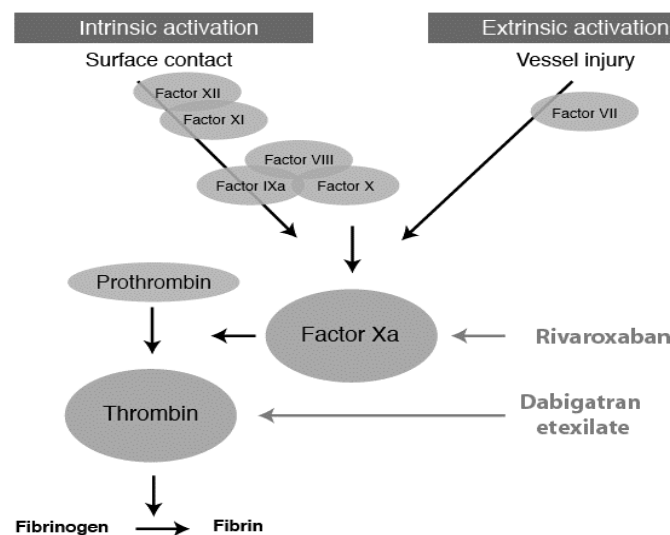 Intrinsic activation
Extrinsic activation
Surface contact
Vessel injury
Factor XII
Factor XI
Factor VII
Factor VIII
Factor IXa
Factor X
Prothrombin
Factor Xa
Rivaroxaban
Thrombin
Dabigatran
etexilate
Fibrinogen
Fibrin